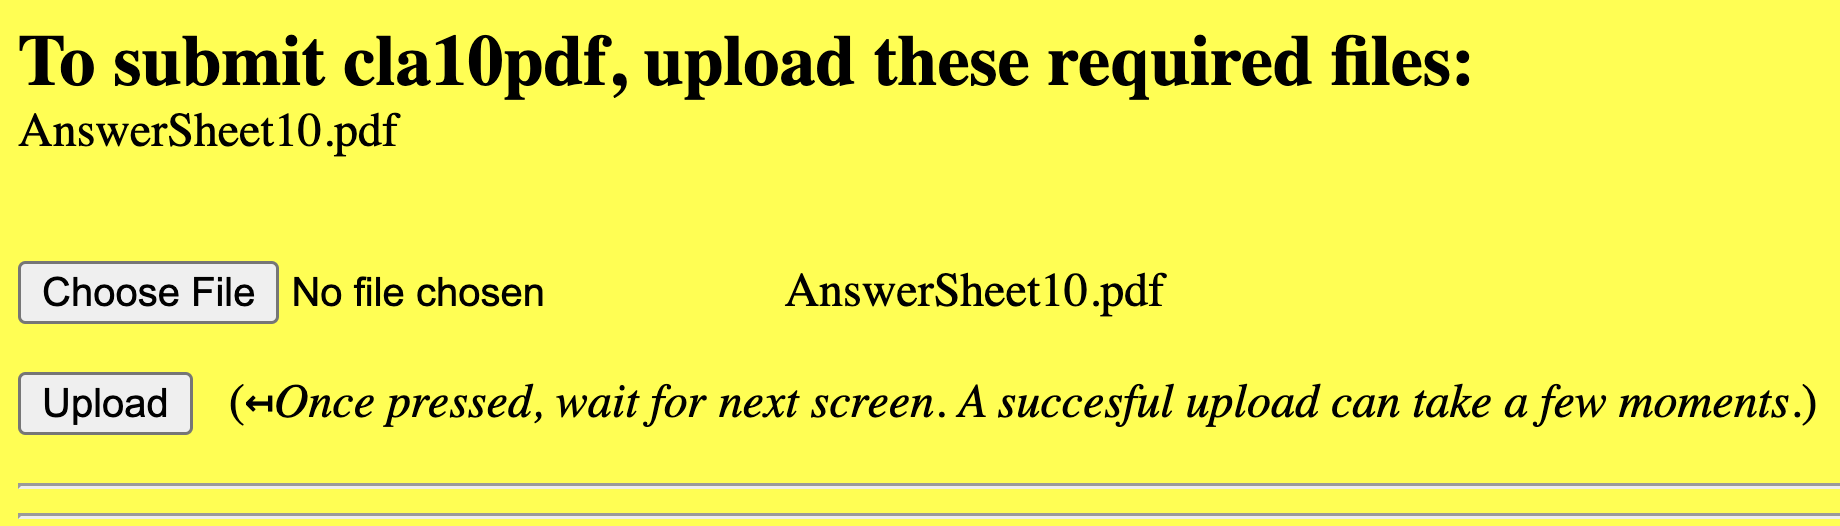 To submit cla10pdf, upload these required files:
AnswerSheet10.pdf
Choose File No file chosen AnswerSheet10.pdf
Upload (↤Once pressed, wait for next screen. A succesful upload can take a few moments.)